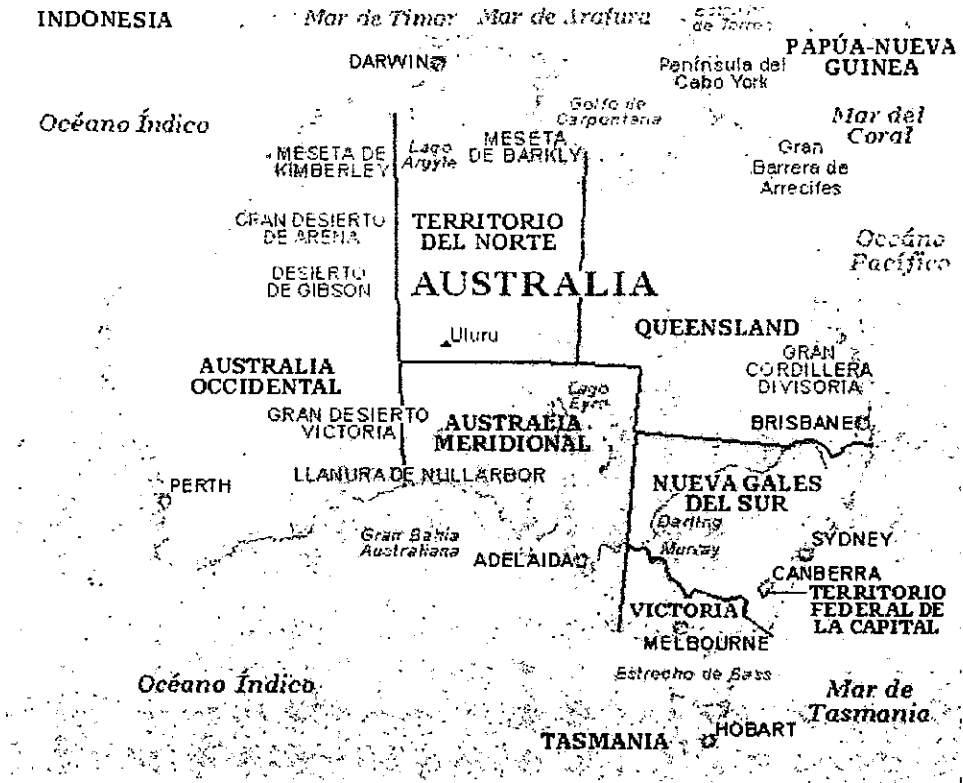 INDONESIA
Mar de Timor
Mar de Arafura
de Torres
PAPÚA-NUEVA
GUINEA
DARWIN
Península del
Cabo York
Océano Índico
Golfo de
Carpentaria
Mar del
Coral
MESETA DE
KIMBERLEY
Lago
Argyle
MESETA
DE BARKLY
Gran
Barrera de
Arrecifes
GRAN DESIERTO
DE ARENA
TERRITORIO
DEL NORTE
Océano
Pacífico
DESIERTO
DE GIBSON
AUSTRALIA
Uluru
QUEENSLAND
GRAN
CORDILLERA
DIVISORIA
AUSTRALIA
OCCIDENTAL
Lago
Eyre
GRAN DESIERTO
VICTORIA
AUSTRALIA
MERIDIONAL
BRISBANE
LLANURA DE NULLARBOR
PERTH
NUEVA GALES
DEL SUR
Darling
Gran Bahía
Australiana
Murray
SYDNEY
ADELAIDA
CANBERRA
TERRITORIO
FEDERAL DE
LA CAPITAL
VICTORIA
MELBOURNE
Estrecho de Bass
Océano Índico
Mar de
Tasmania
TASMANIA
HOBART